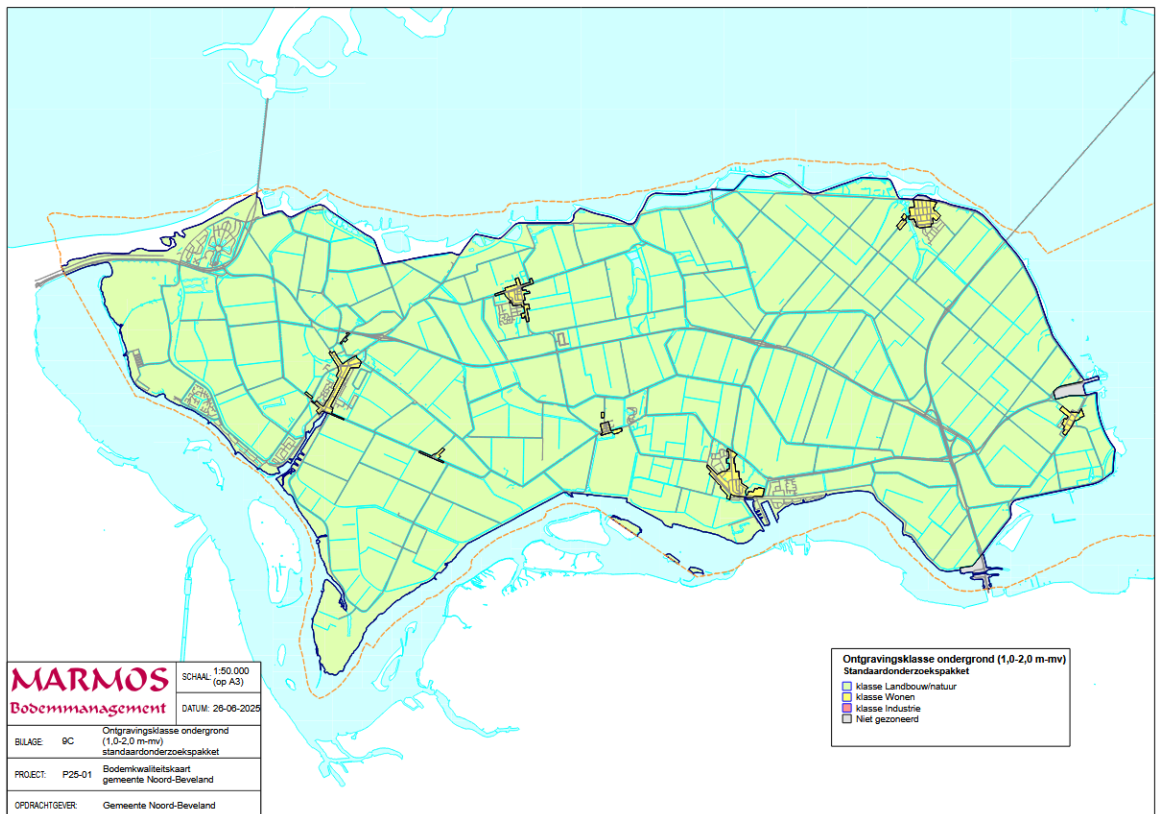 Ontgravingsklasse ondergrond (1,0-2,0 m-mv)
Standaardonderzoekspakket
klasse Landbouw/natuur
klasse Wonen
klasse Industrie
Niet gezoneerd
MARMOS
Bodemmanagement
SCHAAL: 1:50.000
(op A3)
DATUM: 26-06-2025
BIJLAGE: 9C Ontgravingsklasse ondergrond
(1,0-2,0 m-mv)
standaardonderzoekspakket
PROJECT: P25-01 Bodemkwaliteitskaart
gemeente Noord-Beveland
OPDRACHTGEVER: Gemeente Noord-Beveland